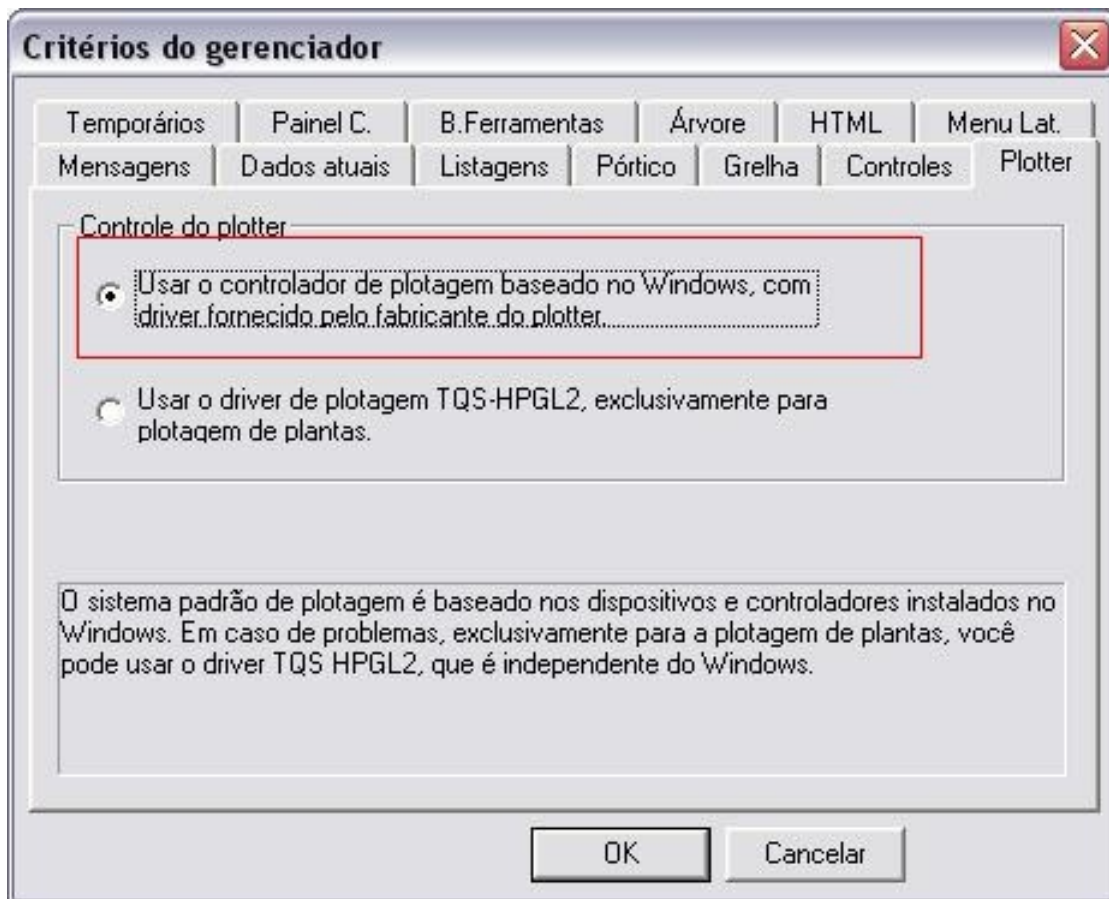 Critérios do gerenciador
Temporários Painel C. B.Ferramentas Árvore HTML Menu Lat.
Mensagens Dados atuais Listagens Pórtico Grelha Controles Plotter
Controle do plotter
Usar o controlador de plotagem baseado no Windows, com
driver fornecido pelo fabricante do plotter.
Usar o driver de plotagem TQS-HPGL2, exclusivamente para
plotagem de plantas.
O sistema padrão de plotagem é baseado nos dispositivos e controladores instalados no
Windows. Em caso de problemas, exclusivamente para a plotagem de plantas, você
pode usar o driver TQS HPGL2, que é independente do Windows.
OK Cancelar